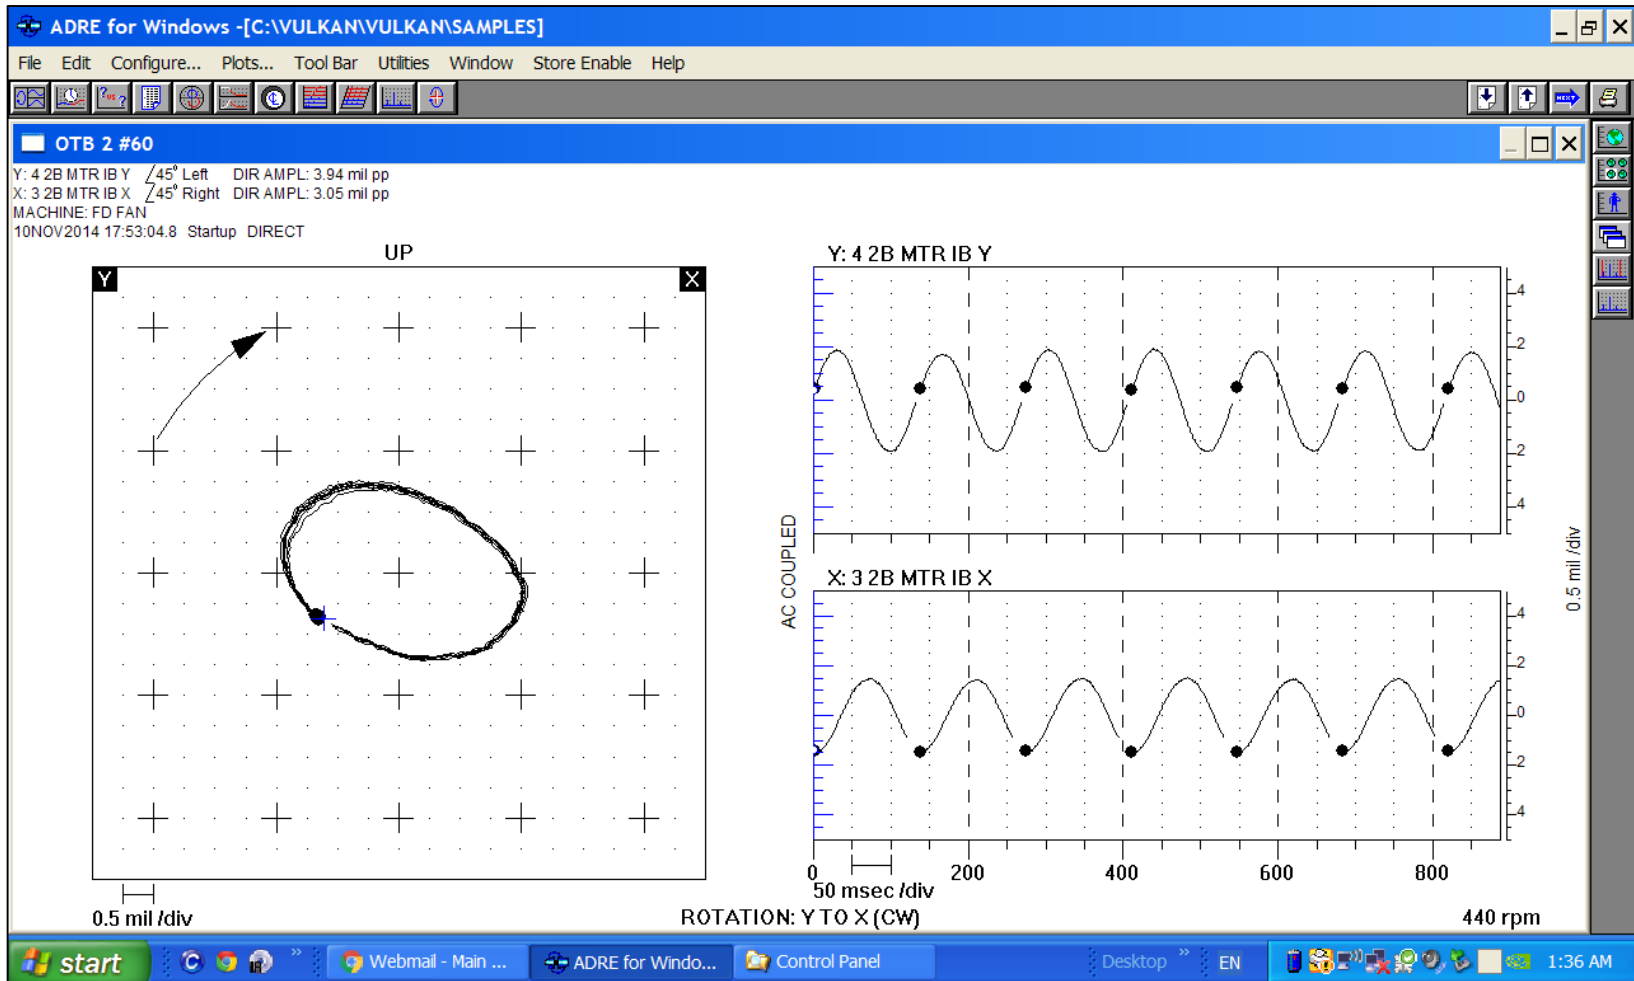 ADRE for Windows -[C:\VULKAN\VULKAN\SAMPLES]
File Edit Configure... Plots... Tool Bar Utilities Window Store Enable Help
OTB 2 #60
Y: 4 2B MTR IB Y ∠45° Left DIR AMPL: 3.94 mil pp
X: 3 2B MTR IB X ∠45° Right DIR AMPL: 3.05 mil pp
MACHINE: FD FAN
10NOV2014 17:53:04.8 Startup DIRECT
UP
Y X
0.5 mil /div
Y: 4 2B MTR IB Y
4
2
0
2
4
AC COUPLED
0.5 mil /div
X: 3 2B MTR IB X
4
2
0
2
4
0 200 400 600 800
50 msec /div
ROTATION: Y TO X (CW) 440 rpm
start Webmail - Main ... ADRE for Windo... Control Panel Desktop » EN 1:36 AM